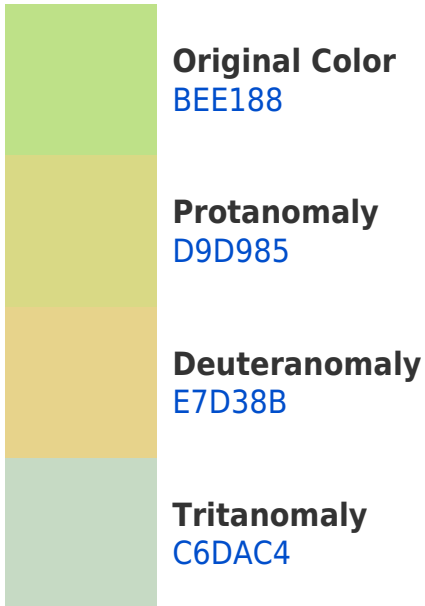 Original Color
BEE188
Protanomaly
D9D985
Deuteranomaly
E7D38B
Tritanomaly
C6DAC4